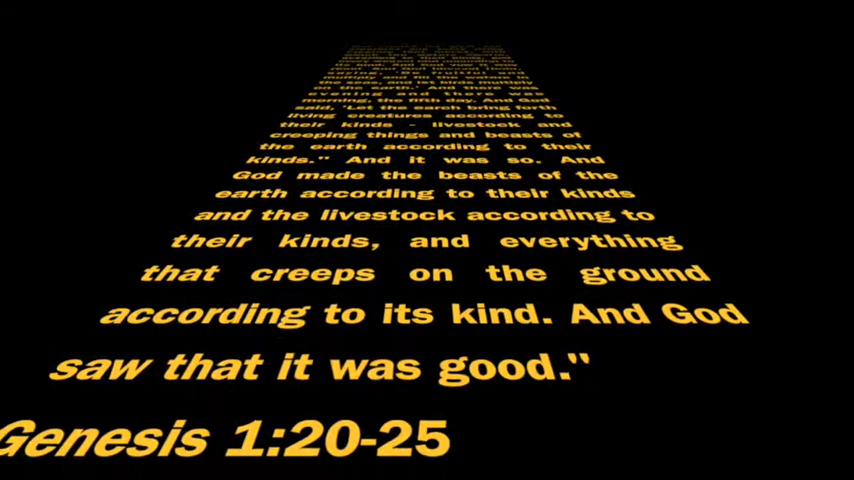 multiply and fill the waters in
the seas, and let birds multiply
on the earth.' And there was
evening and there was
morning, the fifth day. And God
said, 'Let the earch bring forth
living creatures according to
their kinds - livestock and
creeping things and beasts of
the earth according to their
kinds." And it was so. And
God made the beasts of the
earth according to their kinds
and the livestock according to
their kinds, and everything
that creeps on the ground
according to its kind. And God
saw that it was good."
Genesis 1:20-25